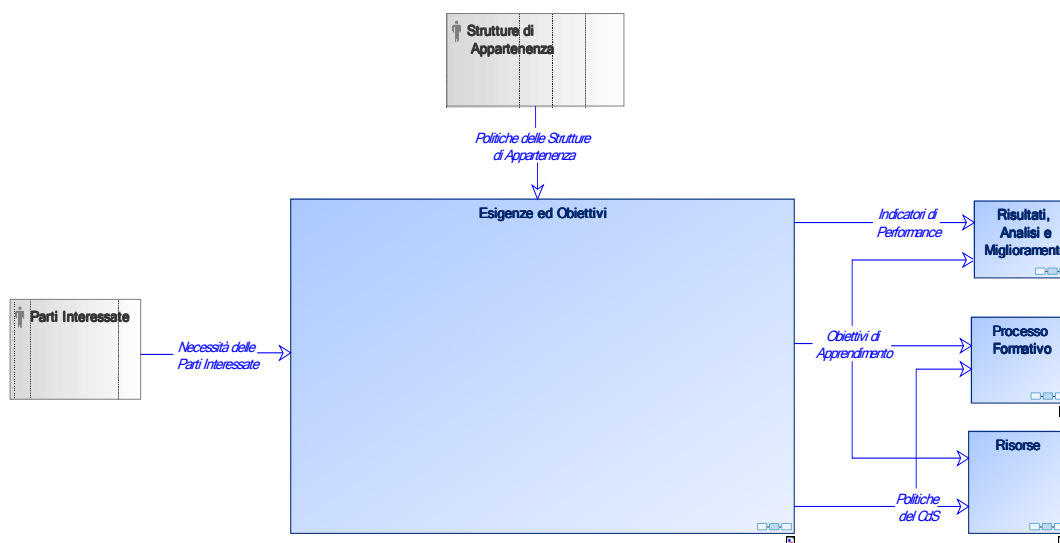 Strutture di
Appartenenza
Politiche delle Strutture
di Appartenenza
Esigenze ed Obiettivi
Indicatori di
Performance
Risultati,
Analisi e
Migliorament
Parti Interessate
Necessità delle
Parti Interessate
Obiettivi di
Apprendimento
Processo
Formativo
Risorse
Politiche
del CdS